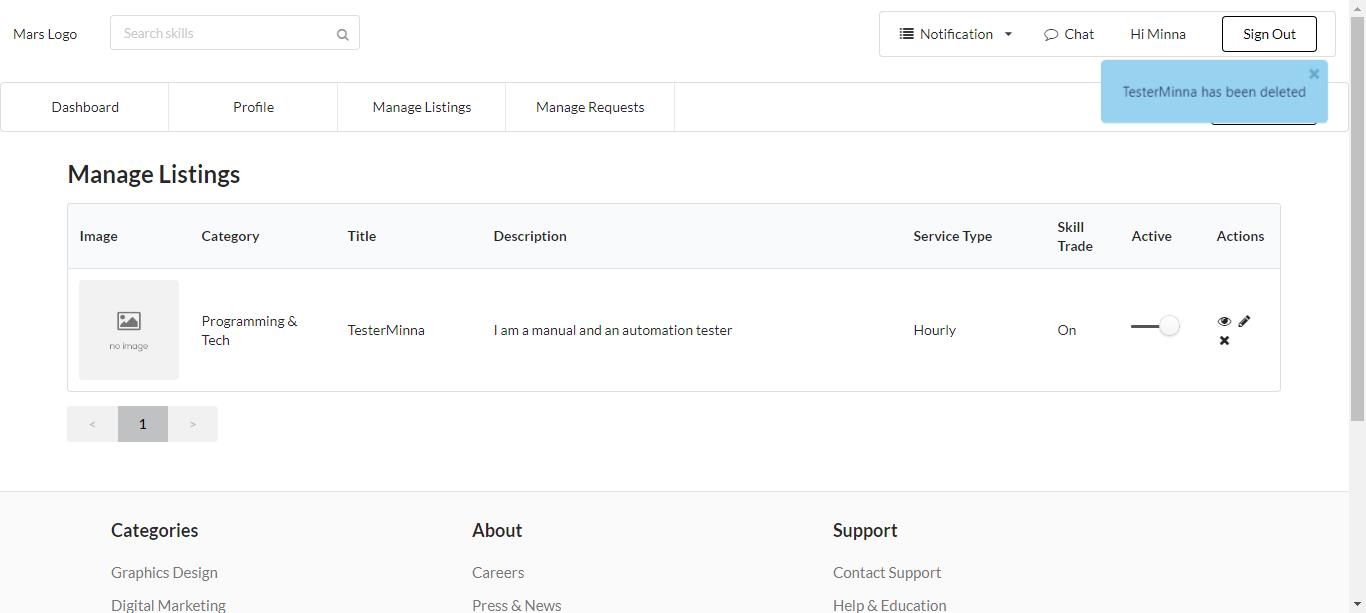 Mars Logo
Search skills
Notification
Chat
Hi Minna
Sign Out
×
TesterMinna has been deleted
Dashboard
Profile
Manage Listings
Manage Requests
Manage Listings
Image
Category
Title
Description
Service Type
Skill
Trade
Active
Actions
no image
Programming &
Tech
TesterMinna
I am a manual and an automation tester
Hourly
On
<
1
>
Categories
About
Support
Graphics Design
Careers
Contact Support
Digital Marketing
Press & News
Help & Education